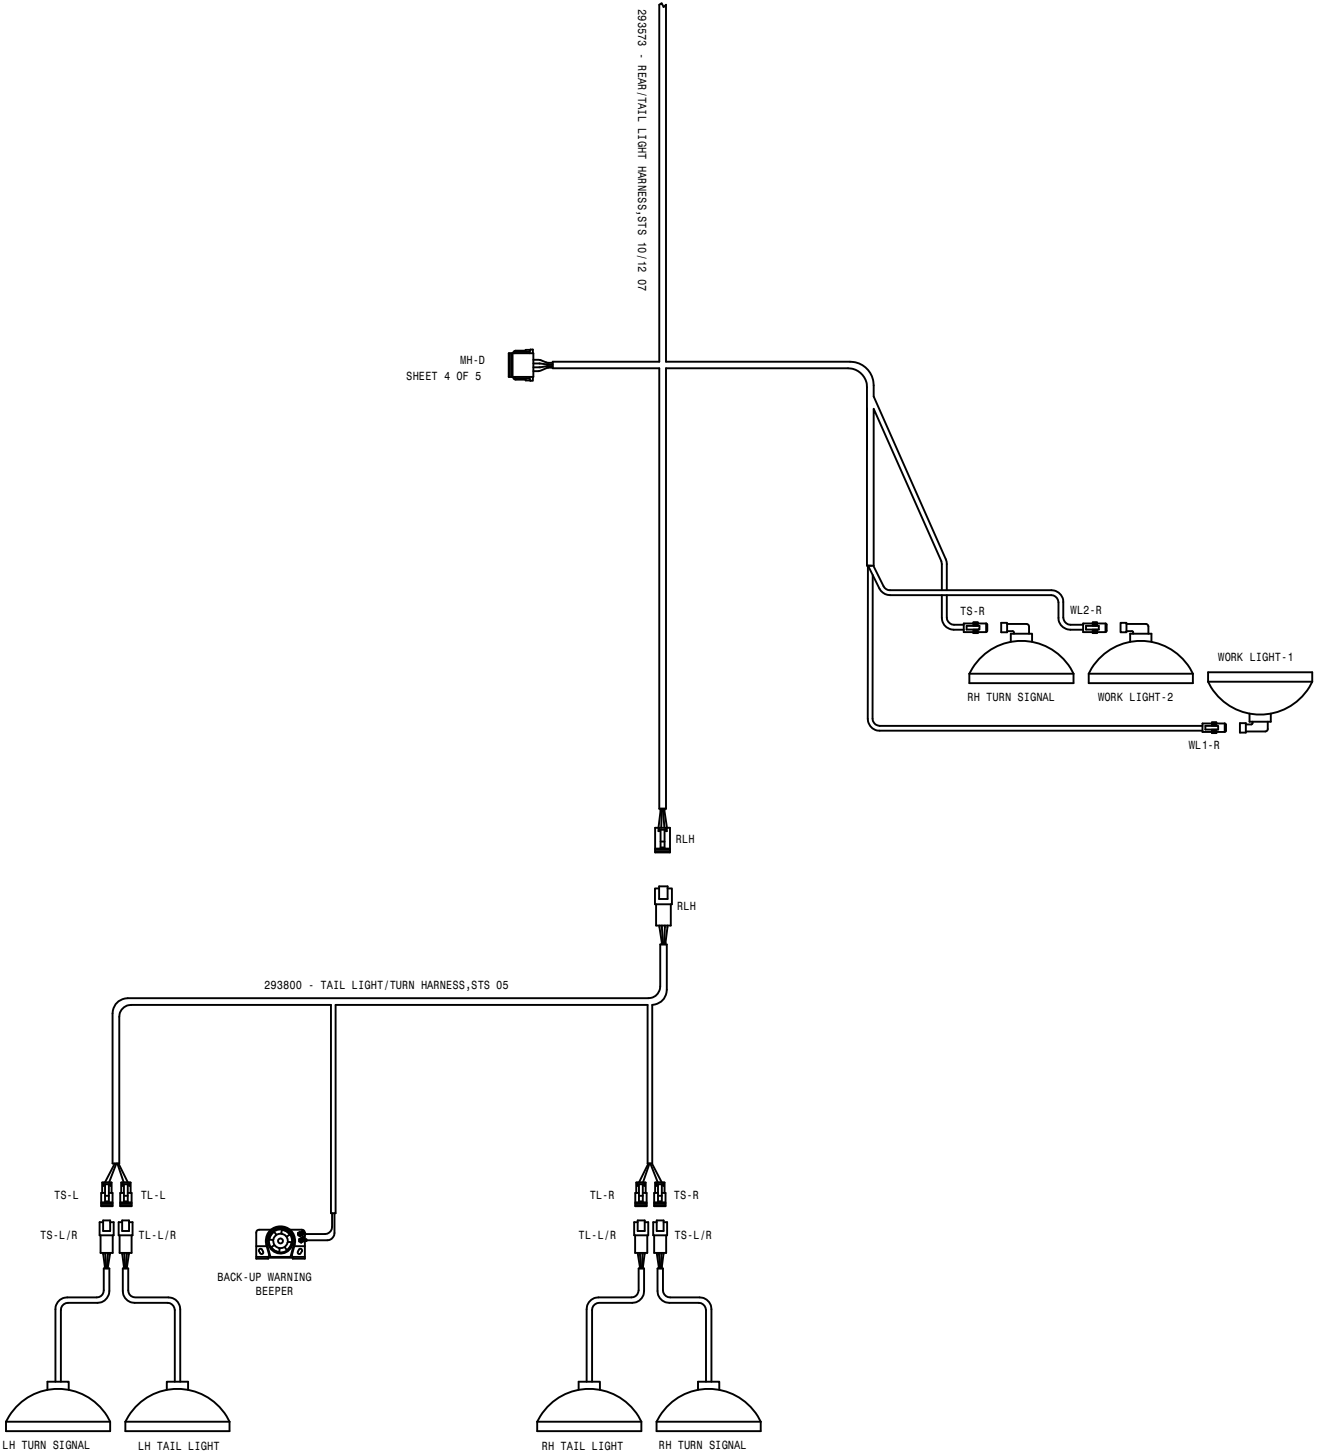 293573 - REAR/TAIL LIGHT HARNESS,STS 10/12 07
MH-D
SHEET 4 OF 5
TS-R
WL2-R
WORK LIGHT-1
RH TURN SIGNAL
WORK LIGHT-2
WL1-R
RLH
RLH
293800 - TAIL LIGHT/TURN HARNESS,STS 05
TS-L
TL-L
TL-R
TS-R
TS-L/R
TL-L/R
TL-L/R
TS-L/R
BACK-UP WARNING
BEEPER
LH TURN SIGNAL
LH TAIL LIGHT
RH TAIL LIGHT
RH TURN SIGNAL